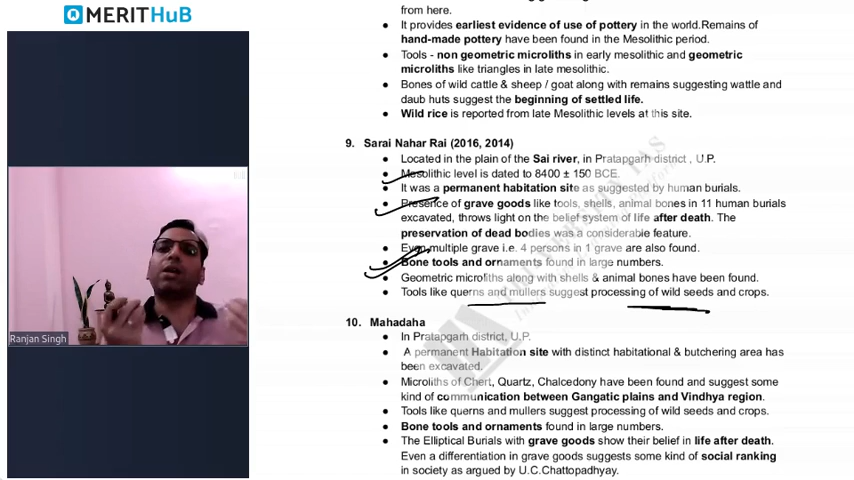 MERITHUB
Ranjan Singh
from here.
● It provides earliest evidence of use of pottery in the world.Remains of
hand-made pottery have been found in the Mesolithic period.
● Tools - non geometric microliths in early mesolithic and geometric
microliths like triangles in late mesolithic.
● Bones of wild cattle & sheep / goat along with remains suggesting wattle and
daub huts suggest the beginning of settled life.
● Wild rice is reported from late Mesolithic levels at this site.
9. Sarai Nahar Rai (2016, 2014)
● Located in the plain of the Sai river, in Pratapgarh district , U.P.
● Mesolithic level is dated to 8400 ± 150 BCE.
● It was a permanent habitation site as suggested by human burials.
● Presence of grave goods like tools, shells, animal bones in 11 human burials
excavated, throws light on the belief system of life after death. The
preservation of dead bodies was a considerable feature.
● Even multiple grave i.e. 4 persons in 1 grave are also found.
● Bone tools and ornaments found in large numbers.
● Geometric microliths along with shells & animal bones have been found.
● Tools like querns and mullers suggest processing of wild seeds and crops.
10. Mahadaha
● In Pratapgarh district, U.P.
● A permanent Habitation site with distinct habitational & butchering area has
been excavated.
● Microliths of Chert, Quartz, Chalcedony have been found and suggest some
kind of communication between Gangatic plains and Vindhya region.
● Tools like querns and mullers suggest processing of wild seeds and crops.
● Bone tools and ornaments found in large numbers.
● The Elliptical Burials with grave goods show their belief in life after death.
Even a differentiation in grave goods suggests some kind of social ranking
in society as argued by U.C.Chattopadhyay.